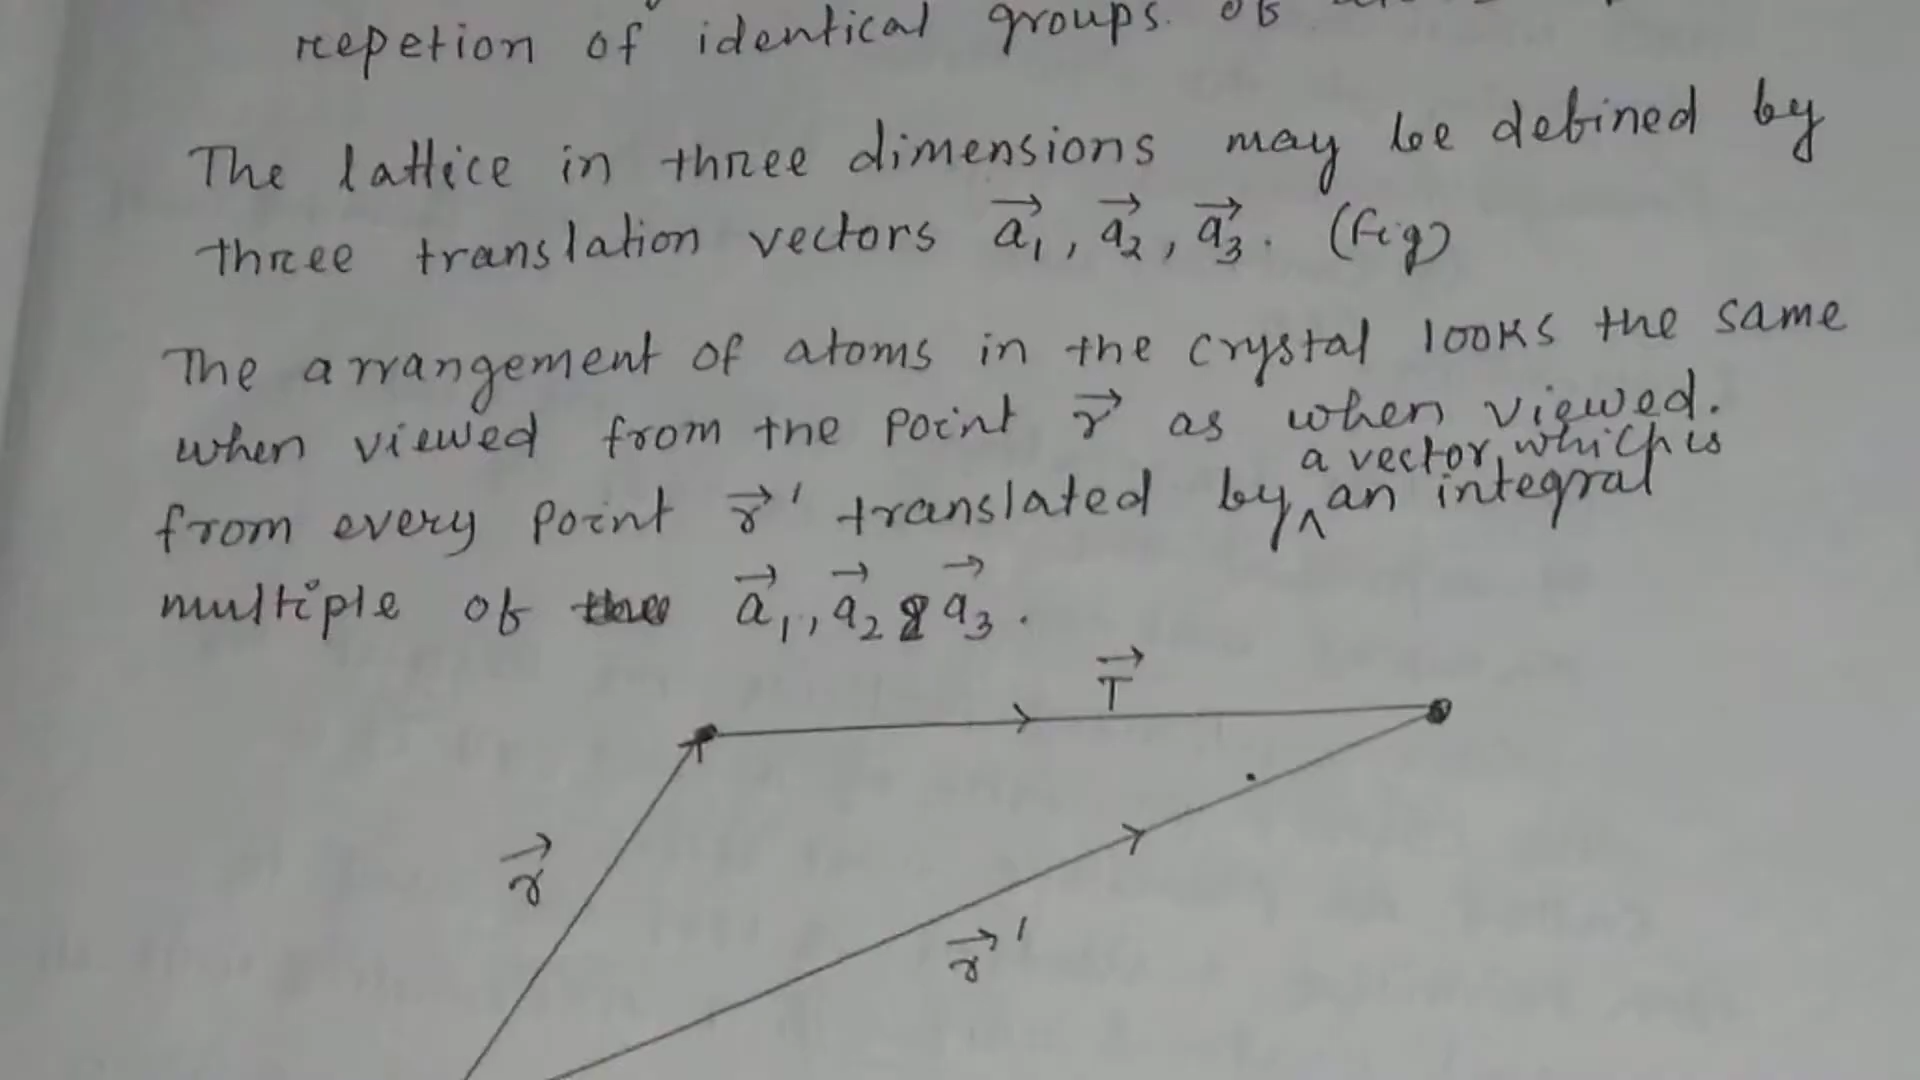 repetion of identical groups. of
The lattice in three dimensions may be defined by
three translation vectors a⃗₁, a⃗₂, a⃗₃. (Fig)
The arrangement of atoms in the crystal looks the same
when viewed from the point r⃗ as when viewed.
a vector, which is
from every point r⃗' translated by ^ an integral
multiple of a⃗₁, a⃗₂ & a⃗₃.
T⃗
r⃗
r⃗'